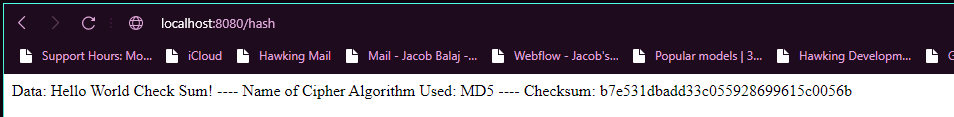 localhost:8080/hash
Support Hours: Mo... iCloud Hawking Mail Mail - Jacob Balaj -... Webflow - Jacob's... Popular models | 3... Hawking Developm...
Data: Hello World Check Sum! ---- Name of Cipher Algorithm Used: MD5 ---- Checksum: b7e531dbadd33c055928699615c0056b